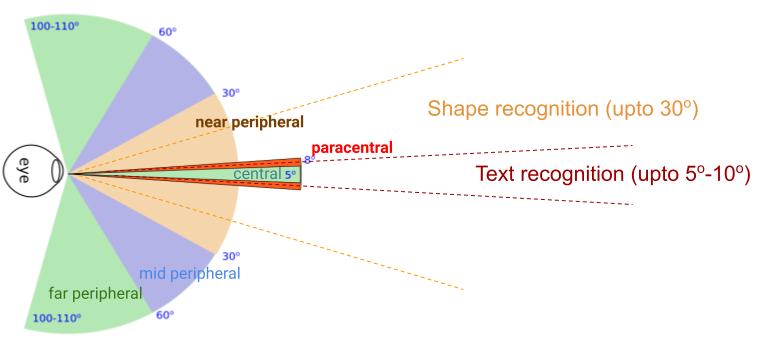 100-110º
60º
30º
near peripheral
Shape recognition (upto 30º)
paracentral
8º
eye
central 5º
Text recognition (upto 5º-10º)
30º
mid peripheral
far peripheral
100-110º
60º